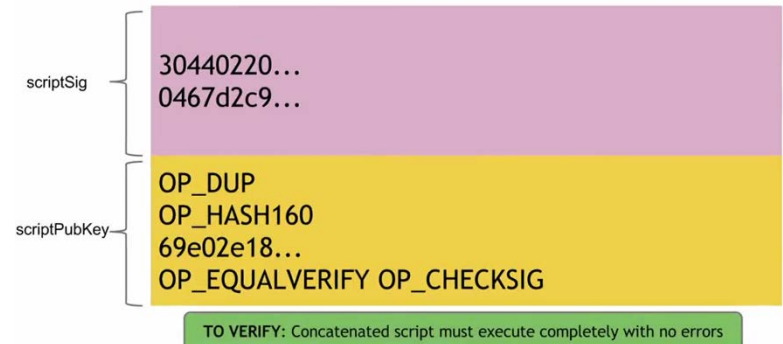 scriptSig
30440220...
0467d2c9...
scriptPubKey
OP_DUP
OP_HASH160
69e02e18...
OP_EQUALVERIFY OP_CHECKSIG
TO VERIFY: Concatenated script must execute completely with no errors